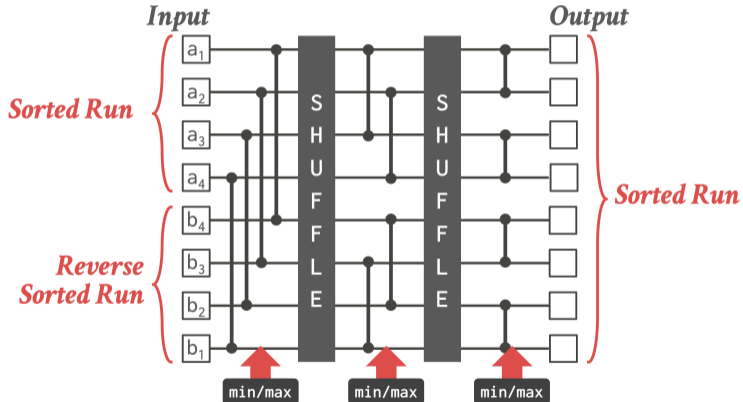 Input
Output
Sorted Run
Reverse
Sorted Run
a1
a2
a3
a4
b4
b3
b2
b1
SHUFFLE
SHUFFLE
Sorted Run
min/max
min/max
min/max